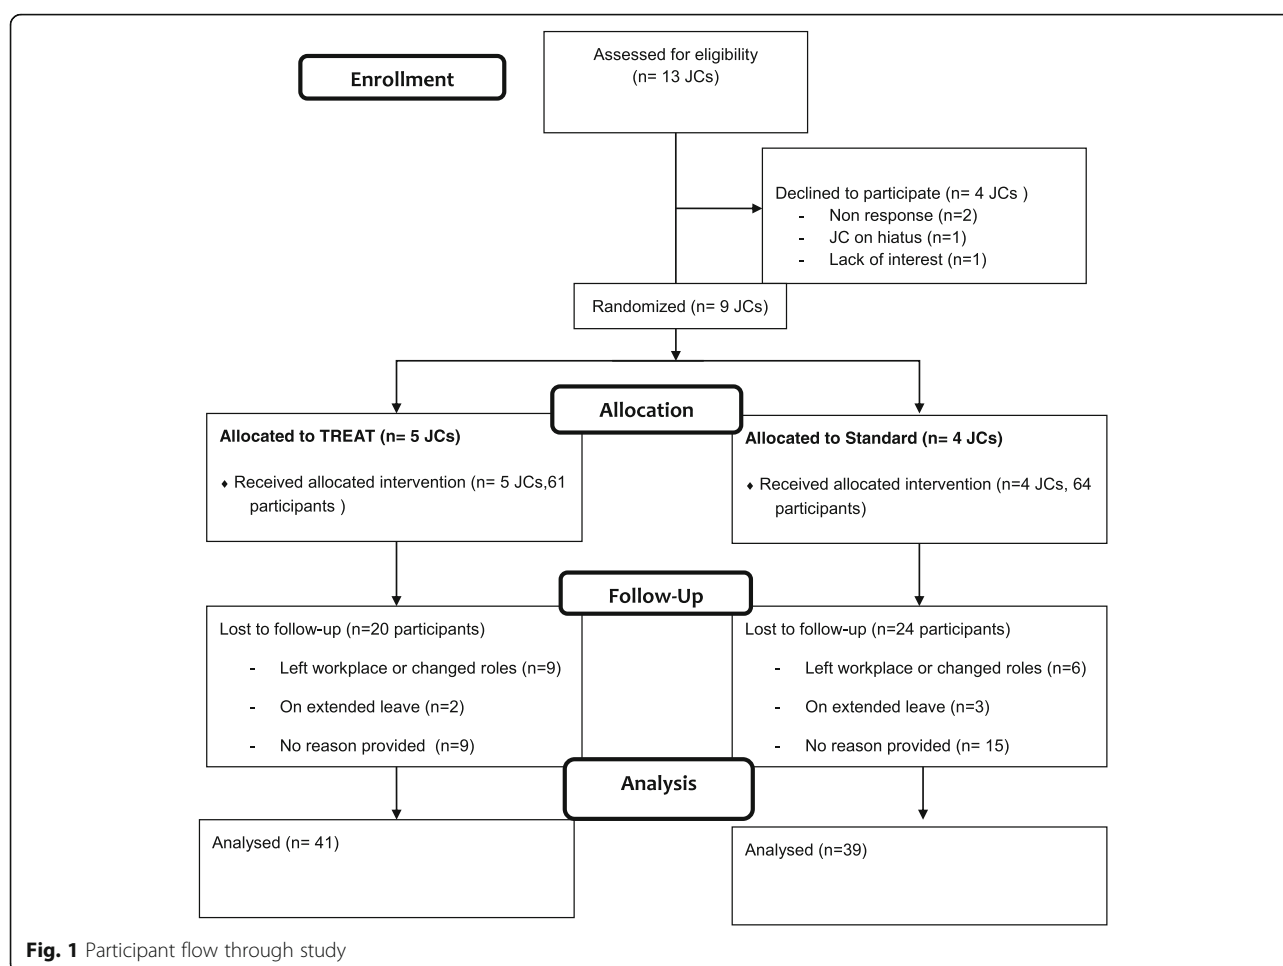 Enrollment
Assessed for eligibility
(n= 13 JCs)
Declined to participate (n= 4 JCs )
- Non response (n=2)
- JC on hiatus (n=1)
- Lack of interest (n=1)
Randomized (n= 9 JCs)
Allocation
Allocated to TREAT (n= 5 JCs)
♦ Received allocated intervention (n= 5 JCs,61
participants )
Allocated to Standard (n= 4 JCs)
♦ Received allocated intervention (n=4 JCs, 64
participants)
Follow-Up
Lost to follow-up (n=20 participants)
- Left workplace or changed roles (n=9)
- On extended leave (n=2)
- No reason provided (n=9)
Lost to follow-up (n=24 participants)
- Left workplace or changed roles (n=6)
- On extended leave (n=3)
- No reason provided (n= 15)
Analysis
Analysed (n= 41)
Analysed (n=39)
Fig. 1 Participant flow through study